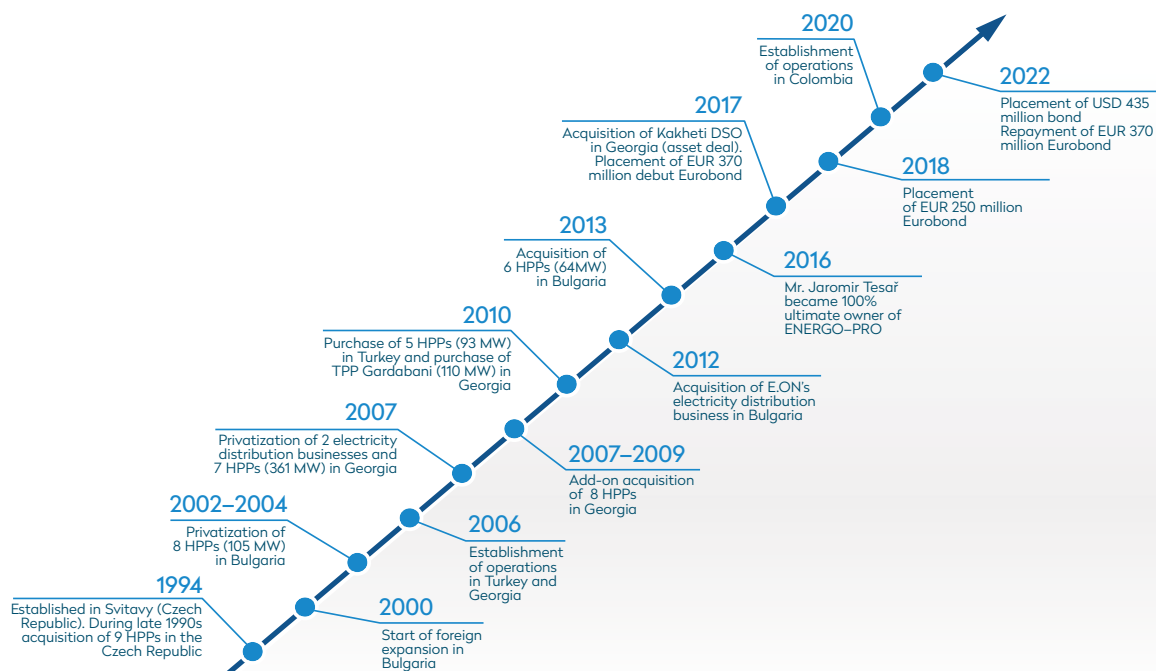 2020
Establishment
of operations
in Colombia
2022
Placement of USD 435
million bond
Repayment of EUR 370
million Eurobond
2017
Acquisition of Kakheti DSO
in Georgia (asset deal).
Placement of EUR 370
million debut Eurobond
2018
Placement
of EUR 250 million
Eurobond
2013
Acquisition of
6 HPPs (64MW)
in Bulgaria
2016
Mr. Jaromir Tesař
became 100%
ultimate owner of
ENERGO–PRO
2010
Purchase of 5 HPPs (93 MW)
in Turkey and purchase of
TPP Gardabani (110 MW) in
Georgia
2012
Acquisition of E.ON's
electricity distribution
business in Bulgaria
2007
Privatization of 2 electricity
distribution businesses and
7 HPPs (361 MW) in Georgia
2007–2009
Add-on acquisition
of 8 HPPs
in Georgia
2002–2004
Privatization of
8 HPPs (105 MW)
in Bulgaria
2006
Establishment
of operations
in Turkey and
Georgia
1994
Established in Svitavy (Czech
Republic). During late 1990s
acquisition of 9 HPPs in the
Czech Republic
2000
Start of foreign
expansion in
Bulgaria